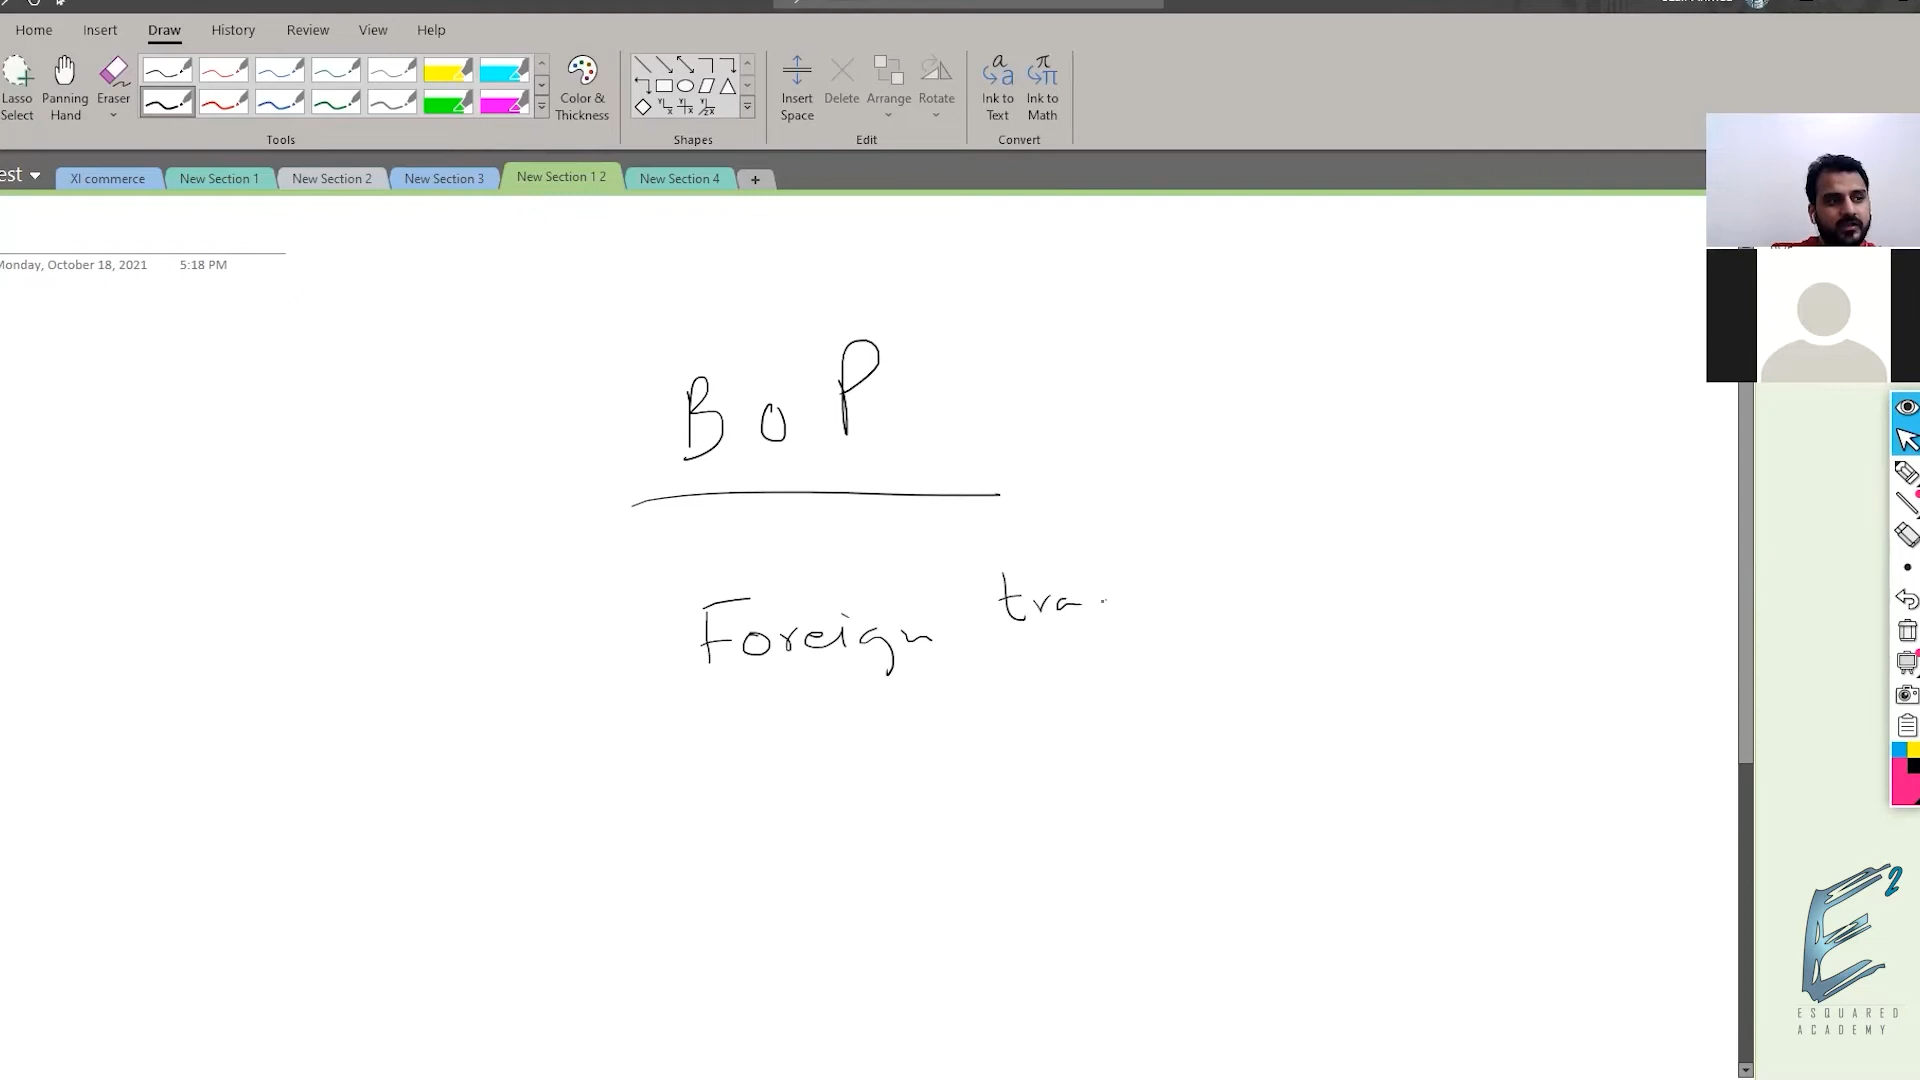 Home Insert Draw History Review View Help
Lasso Select
Panning Hand
Eraser
Color & Thickness
Insert Space
Delete
Arrange
Rotate
Ink to Text
Ink to Math
Tools
Shapes
Edit
Convert
est
XI commerce
New Section 1
New Section 2
New Section 3
New Section 1 2
New Section 4
Monday, October 18, 2021 5:18 PM
BoP
Foreign tra
E2
ESQUARED
ACADEMY